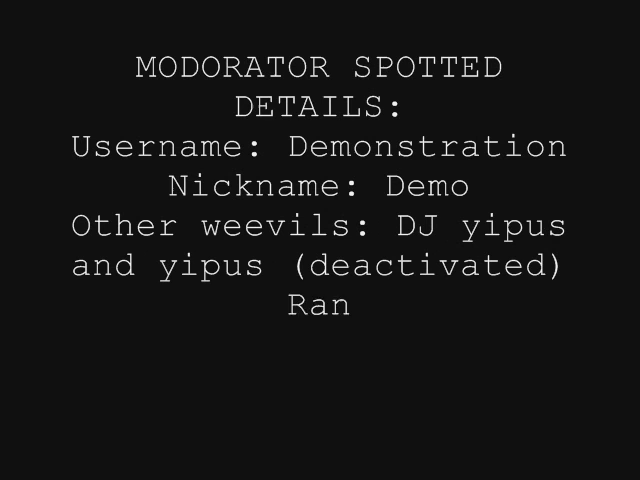 MODORATOR SPOTTED
DETAILS:
Username: Demonstration
Nickname: Demo
Other weevils: DJ yipus
and yipus (deactivated)
Ran